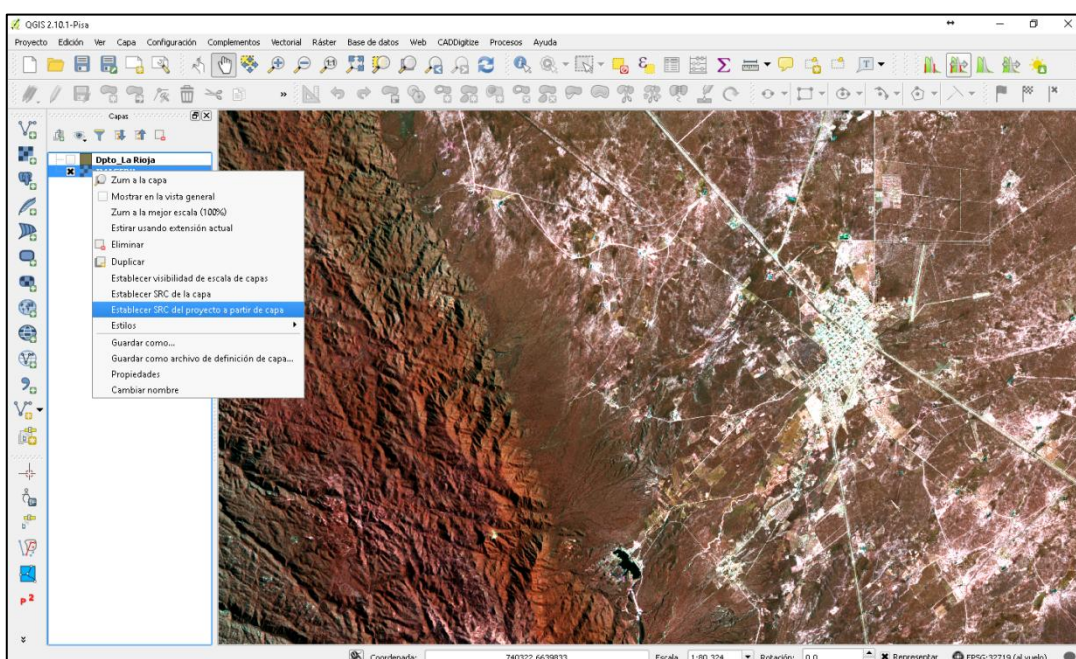 QGIS 2.10.1-Pisa
Proyecto Edición Ver Capa Configuración Complementos Vectorial Ráster Base de datos Web CADDigitize Procesos Ayuda
Capas
Dpto_La Rioja
Zum a la capa
Mostrar en la vista general
Zum a la mejor escala (100%)
Estirar usando extensión actual
Eliminar
Duplicar
Establecer visibilidad de escala de capas
Establecer SRC de la capa
Establecer SRC del proyecto a partir de capa
Estilos
Guardar como...
Guardar como archivo de definición de capa...
Propiedades
Cambiar nombre
Coordenada: 740322,6639833 Escala 1:80.324 Rotación: 0,0 Representar EPSG:32719 (al vuelo)